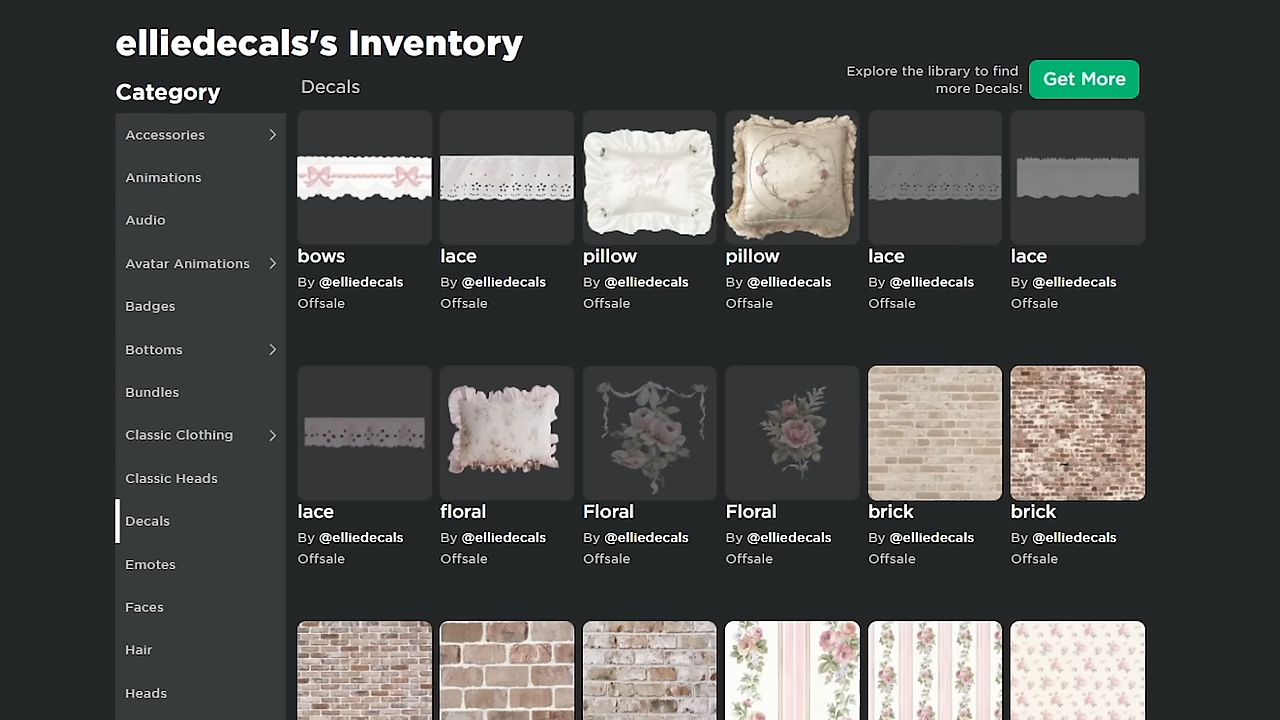 elliedecals's Inventory
Category
Decals
Explore the library to find
more Decals!
Get More
Accessories
Animations
Audio
Avatar Animations
Badges
Bottoms
Bundles
Classic Clothing
Classic Heads
Decals
Emotes
Faces
Hair
Heads
bows
By @elliedecals
Offsale
lace
By @elliedecals
Offsale
pillow
By @elliedecals
Offsale
pillow
By @elliedecals
Offsale
lace
By @elliedecals
Offsale
lace
By @elliedecals
Offsale
lace
By @elliedecals
Offsale
floral
By @elliedecals
Offsale
Floral
By @elliedecals
Offsale
Floral
By @elliedecals
Offsale
brick
By @elliedecals
Offsale
brick
By @elliedecals
Offsale